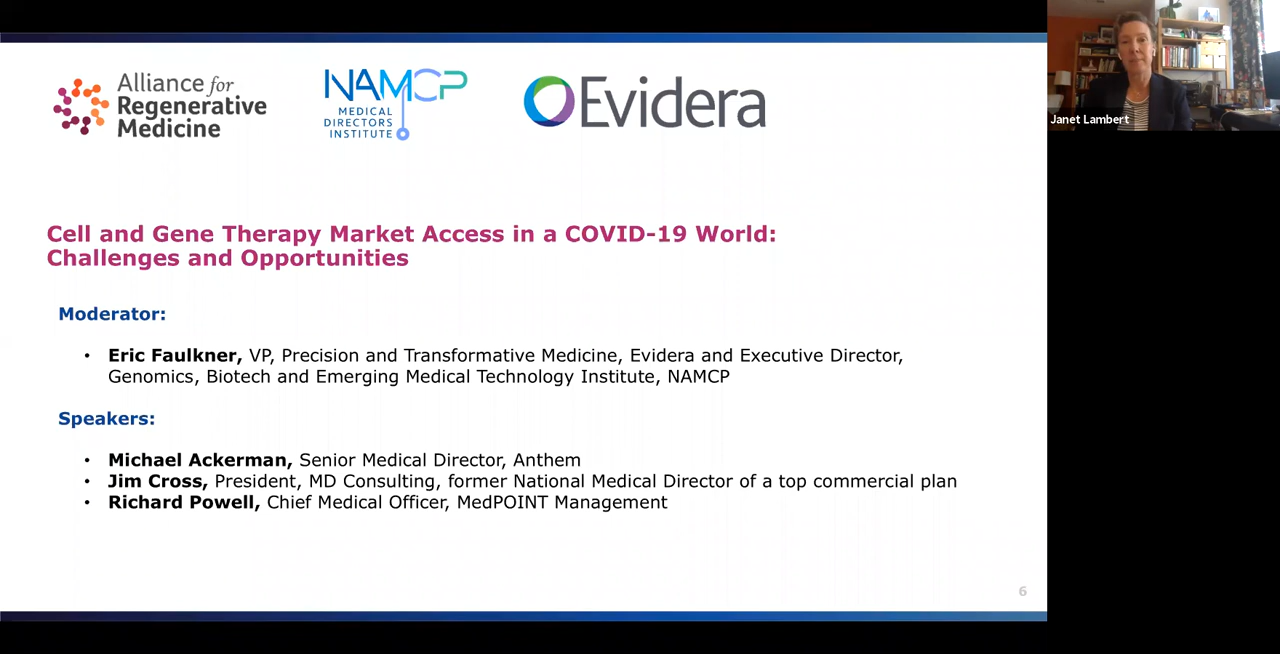 Alliance for
Regenerative
Medicine
NAMCP
MEDICAL
DIRECTORS
INSTITUTE
Evidera
Janet Lambert
Cell and Gene Therapy Market Access in a COVID-19 World:
Challenges and Opportunities
Moderator:
• Eric Faulkner, VP, Precision and Transformative Medicine, Evidera and Executive Director,
Genomics, Biotech and Emerging Medical Technology Institute, NAMCP
Speakers:
• Michael Ackerman, Senior Medical Director, Anthem
• Jim Cross, President, MD Consulting, former National Medical Director of a top commercial plan
• Richard Powell, Chief Medical Officer, MedPOINT Management
6